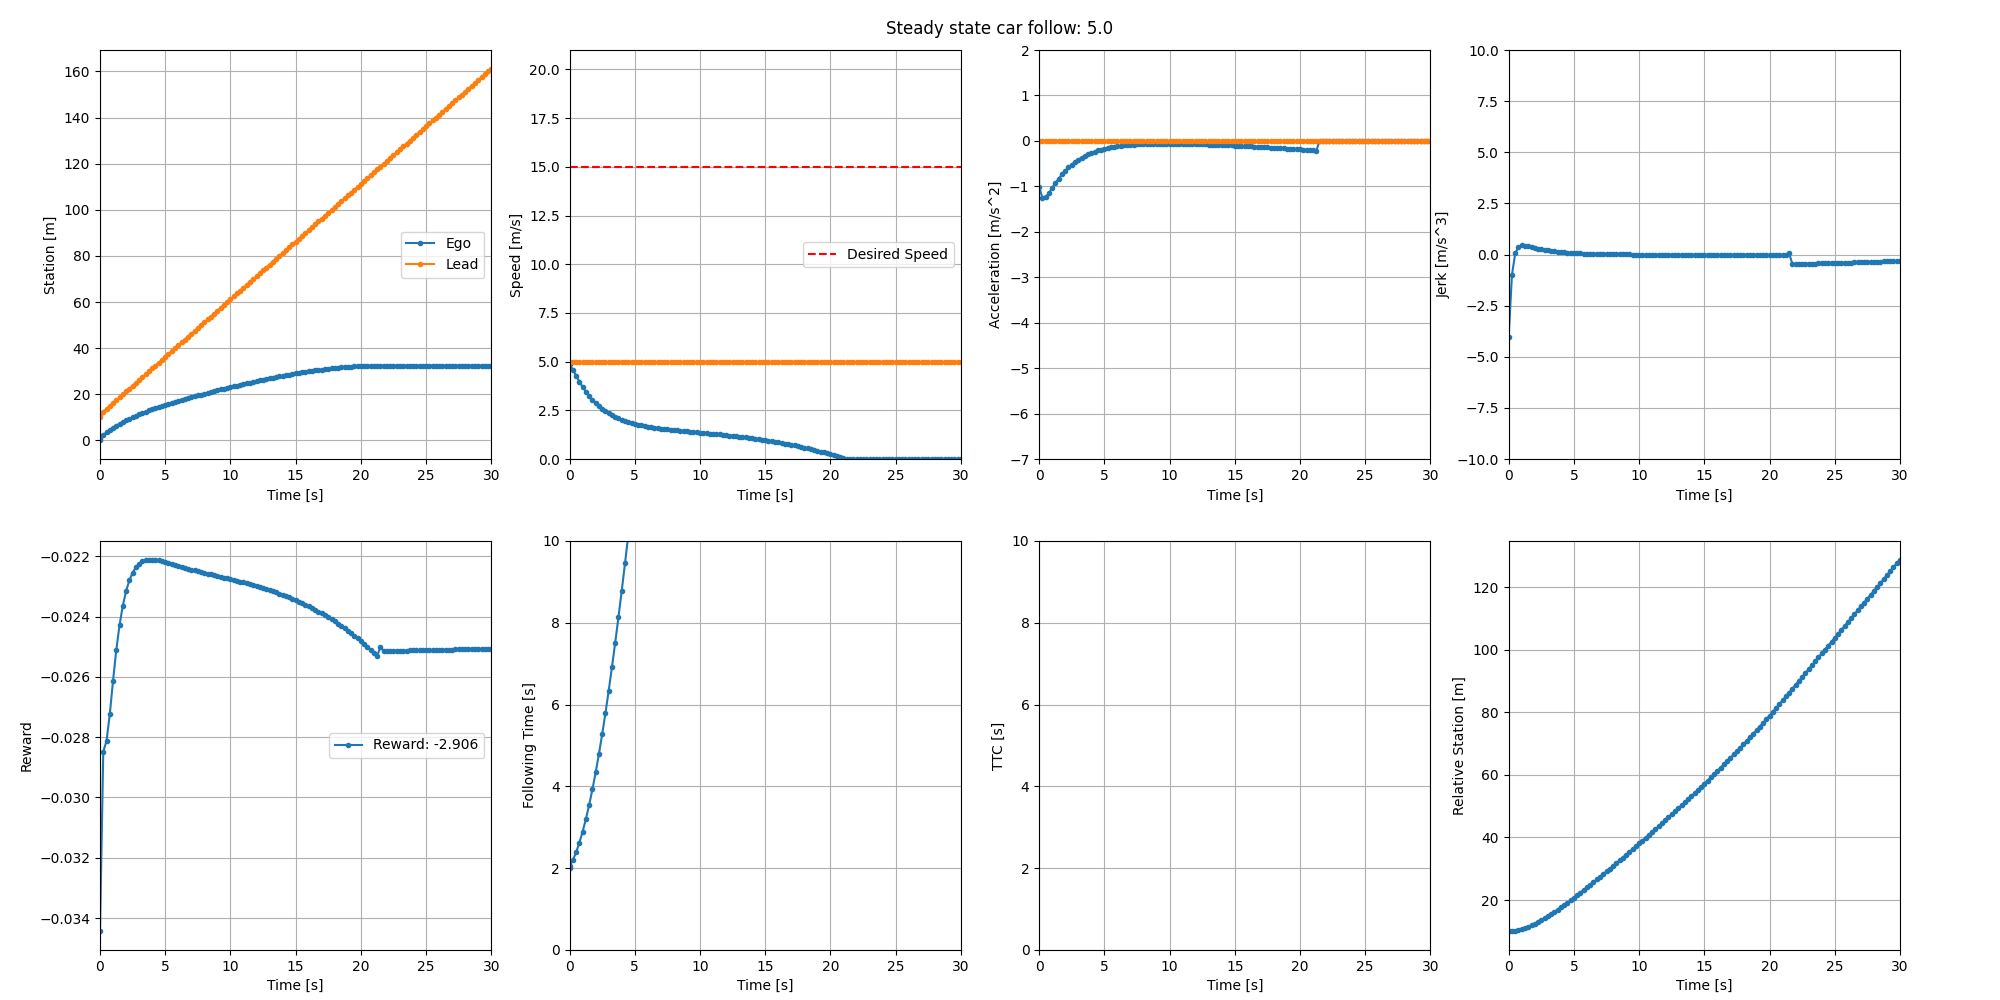 Steady state car follow: 5.0
Station [m]
160
140
120
100
80
60
40
20
0
Ego
Lead
0 5 10 15 20 25 30
Time [s]
Speed [m/s]
20.0
17.5
15.0
12.5
10.0
7.5
5.0
2.5
0.0
Desired Speed
0 5 10 15 20 25 30
Time [s]
Acceleration [m/s^2]
2
1
0
−1
−2
−3
−4
−5
−6
−7
0 5 10 15 20 25 30
Time [s]
Jerk [m/s^3]
10.0
7.5
5.0
2.5
0.0
−2.5
−5.0
−7.5
−10.0
0 5 10 15 20 25 30
Time [s]
Reward
−0.022
−0.024
−0.026
−0.028
−0.030
−0.032
−0.034
Reward: -2.906
0 5 10 15 20 25 30
Time [s]
Following Time [s]
10
8
6
4
2
0
0 5 10 15 20 25 30
Time [s]
TTC [s]
10
8
6
4
2
0
0 5 10 15 20 25 30
Time [s]
Relative Station [m]
120
100
80
60
40
20
0 5 10 15 20 25 30
Time [s]